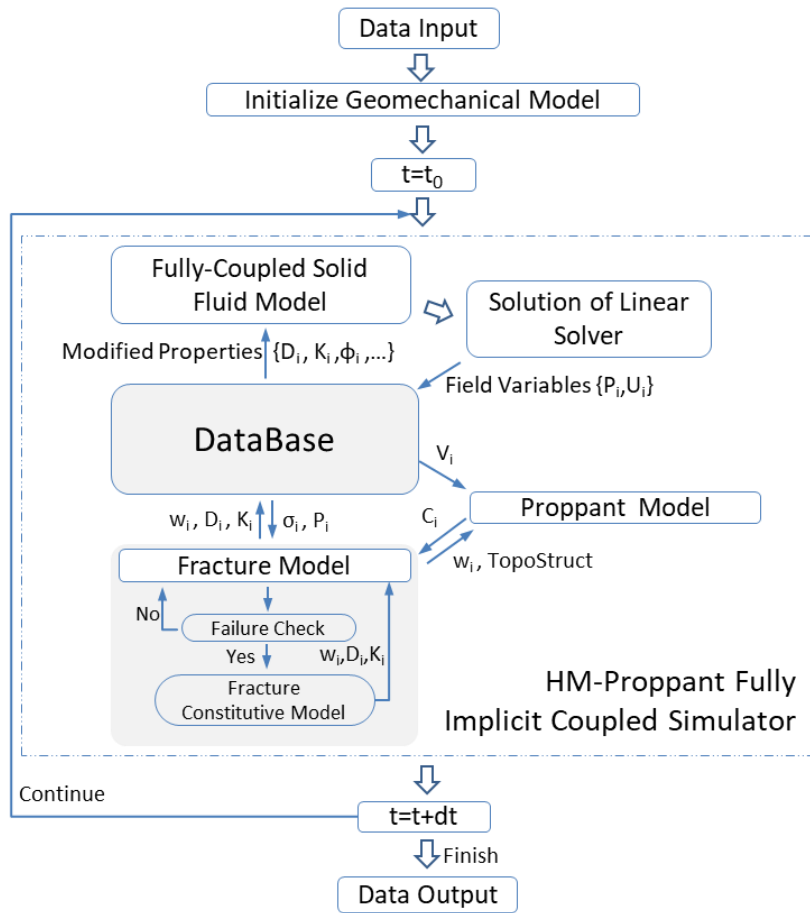 Data Input
Initialize Geomechanical Model
t=t₀
Fully-Coupled Solid
Fluid Model
Solution of Linear
Solver
Modified Properties {Dᵢ, Kᵢ,ϕᵢ,...}
Field Variables {Pᵢ,Uᵢ}
DataBase
Vᵢ
Proppant Model
wᵢ, Dᵢ, Kᵢ
σᵢ, Pᵢ
Cᵢ
wᵢ, TopoStruct
Fracture Model
No
Failure Check
Yes
wᵢ,Dᵢ,Kᵢ
Fracture
Constitutive Model
HM-Proppant Fully
Implicit Coupled Simulator
Continue
t=t+dt
Finish
Data Output